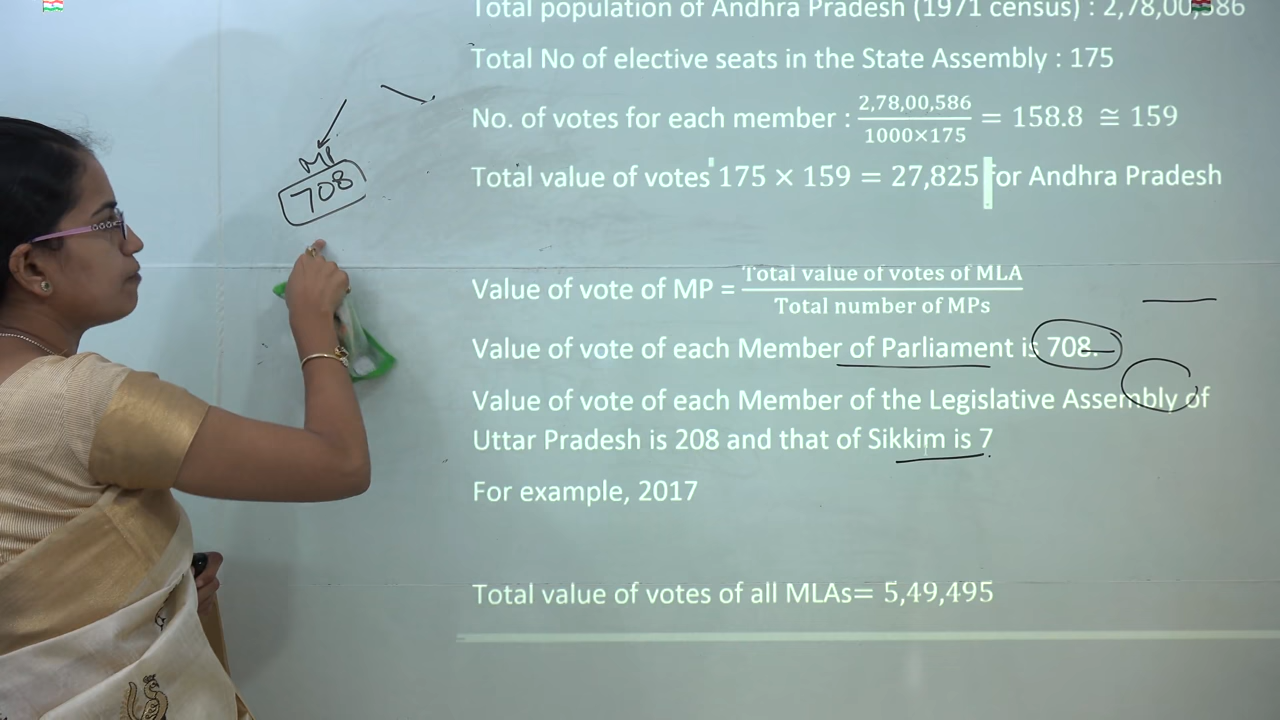 Total population of Andhra Pradesh (1971 census) : 2,78,00,586
Total No of elective seats in the State Assembly : 175
No. of votes for each member : 2,78,00,586 / 1000×175 = 158.8 ≅ 159
Total value of votes 175 × 159 = 27,825 for Andhra Pradesh
MP
708
Value of vote of MP = Total value of votes of MLA / Total number of MPs
Value of vote of each Member of Parliament is 708.
Value of vote of each Member of the Legislative Assembly of
Uttar Pradesh is 208 and that of Sikkim is 7
For example, 2017
Total value of votes of all MLAs= 5,49,495